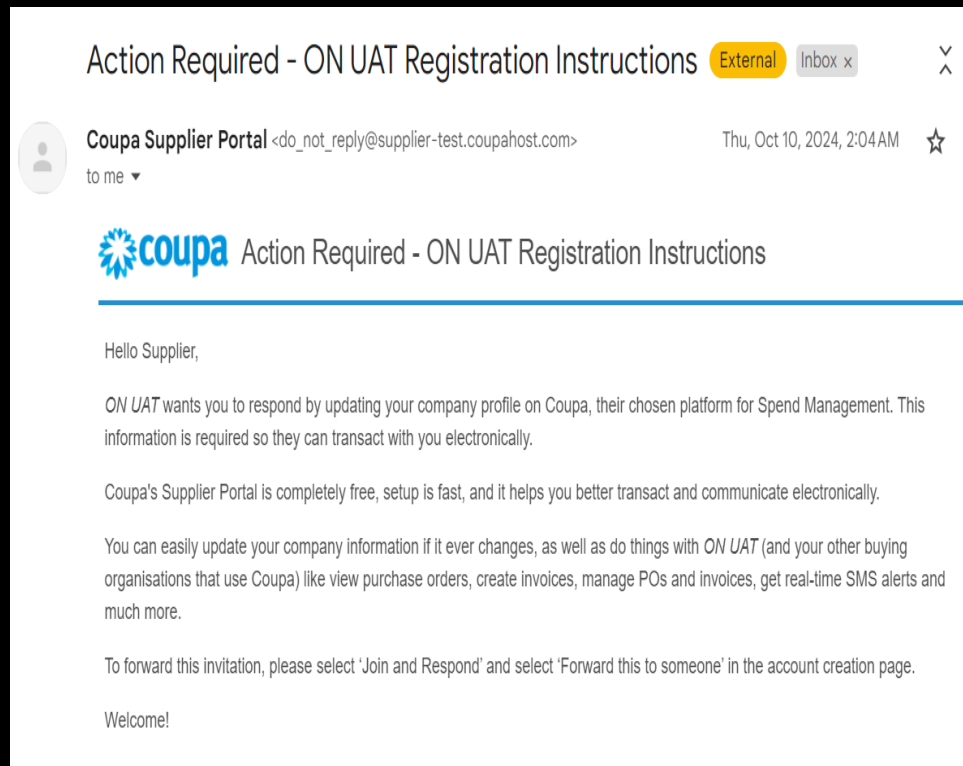 Action Required - ON UAT Registration Instructions External Inbox x
Coupa Supplier Portal <do_not_reply@supplier-test.coupahost.com> Thu, Oct 10, 2024, 2:04 AM
to me
coupa Action Required - ON UAT Registration Instructions
Hello Supplier,
ON UAT wants you to respond by updating your company profile on Coupa, their chosen platform for Spend Management. This
information is required so they can transact with you electronically.
Coupa's Supplier Portal is completely free, setup is fast, and it helps you better transact and communicate electronically.
You can easily update your company information if it ever changes, as well as do things with ON UAT (and your other buying
organisations that use Coupa) like view purchase orders, create invoices, manage POs and invoices, get real-time SMS alerts and
much more.
To forward this invitation, please select ‘Join and Respond’ and select ‘Forward this to someone’ in the account creation page.
Welcome!